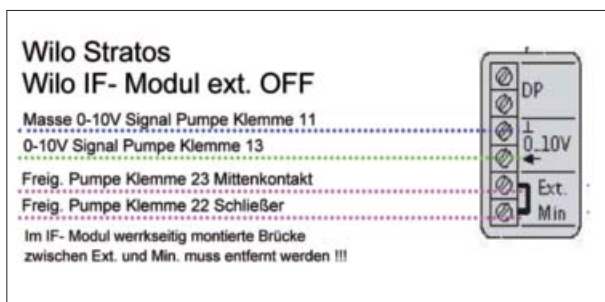 Wilo Stratos
Wilo IF- Modul ext. OFF
Masse 0-10V Signal Pumpe Klemme 11
0-10V Signal Pumpe Klemme 13
Freig. Pumpe Klemme 23 Mittenkontakt
Freig. Pumpe Klemme 22 Schließer
Im IF- Modul werrkseitig montierte Brücke
zwischen Ext. und Min. muss entfernt werden !!!
DP
⊥
0..10V
Ext.
Min